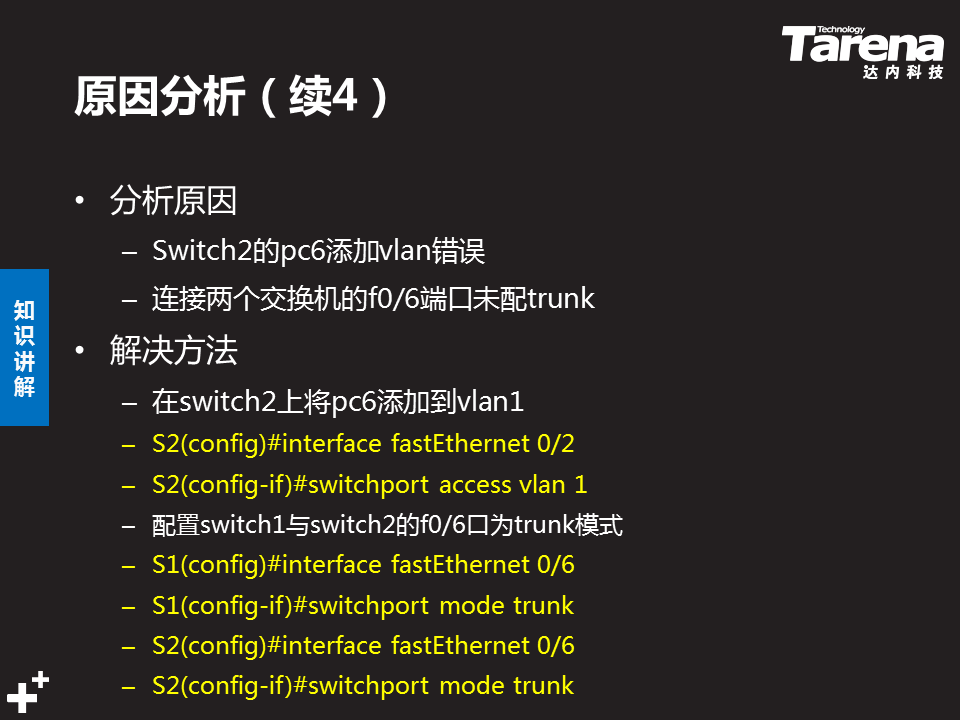 Technology
Tarena
达内科技
原因分析（续4）
• 分析原因
– Switch2的pc6添加vlan错误
– 连接两个交换机的f0/6端口未配trunk
• 解决方法
– 在switch2上将pc6添加到vlan1
– S2(config)#interface fastEthernet 0/2
– S2(config-if)#switchport access vlan 1
– 配置switch1与switch2的f0/6口为trunk模式
– S1(config)#interface fastEthernet 0/6
– S1(config-if)#switchport mode trunk
– S2(config)#interface fastEthernet 0/6
– S2(config-if)#switchport mode trunk
知识讲解